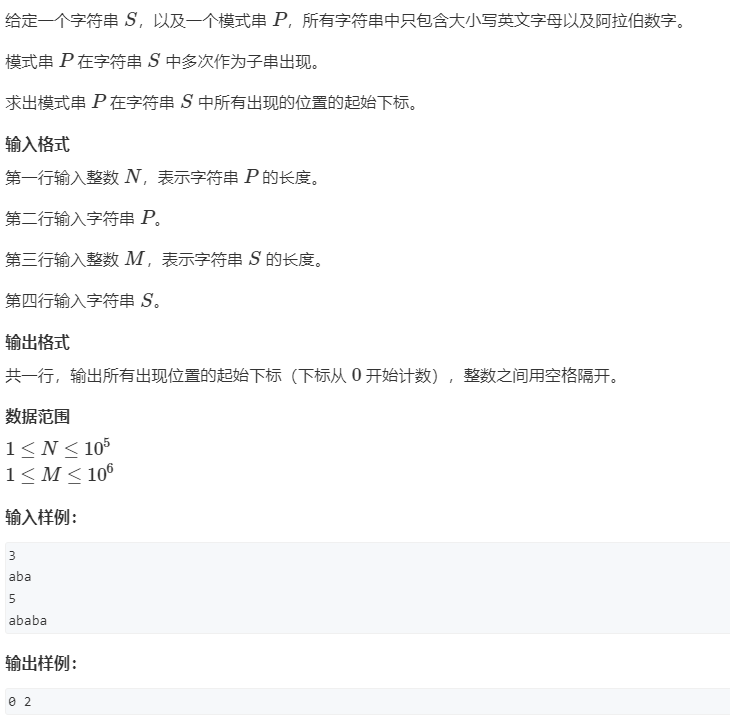 给定一个字符串 S，以及一个模式串 P，所有字符串中只包含大小写英文字母以及阿拉伯数字。
模式串 P 在字符串 S 中多次作为子串出现。
求出模式串 P 在字符串 S 中所有出现的位置的起始下标。
输入格式
第一行输入整数 N，表示字符串 P 的长度。
第二行输入字符串 P。
第三行输入整数 M，表示字符串 S 的长度。
第四行输入字符串 S。
输出格式
共一行，输出所有出现位置的起始下标（下标从 0 开始计数），整数之间用空格隔开。
数据范围
1 ≤ N ≤ 10⁵
1 ≤ M ≤ 10⁶
输入样例：
3
aba
5
ababa
输出样例：
0 2